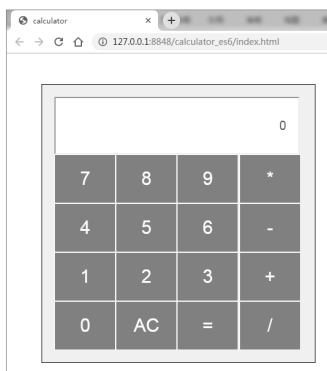 calculator
127.0.0.1:8848/calculator_es6/index.html
0
7 8 9 *
4 5 6 -
1 2 3 +
0 AC = /